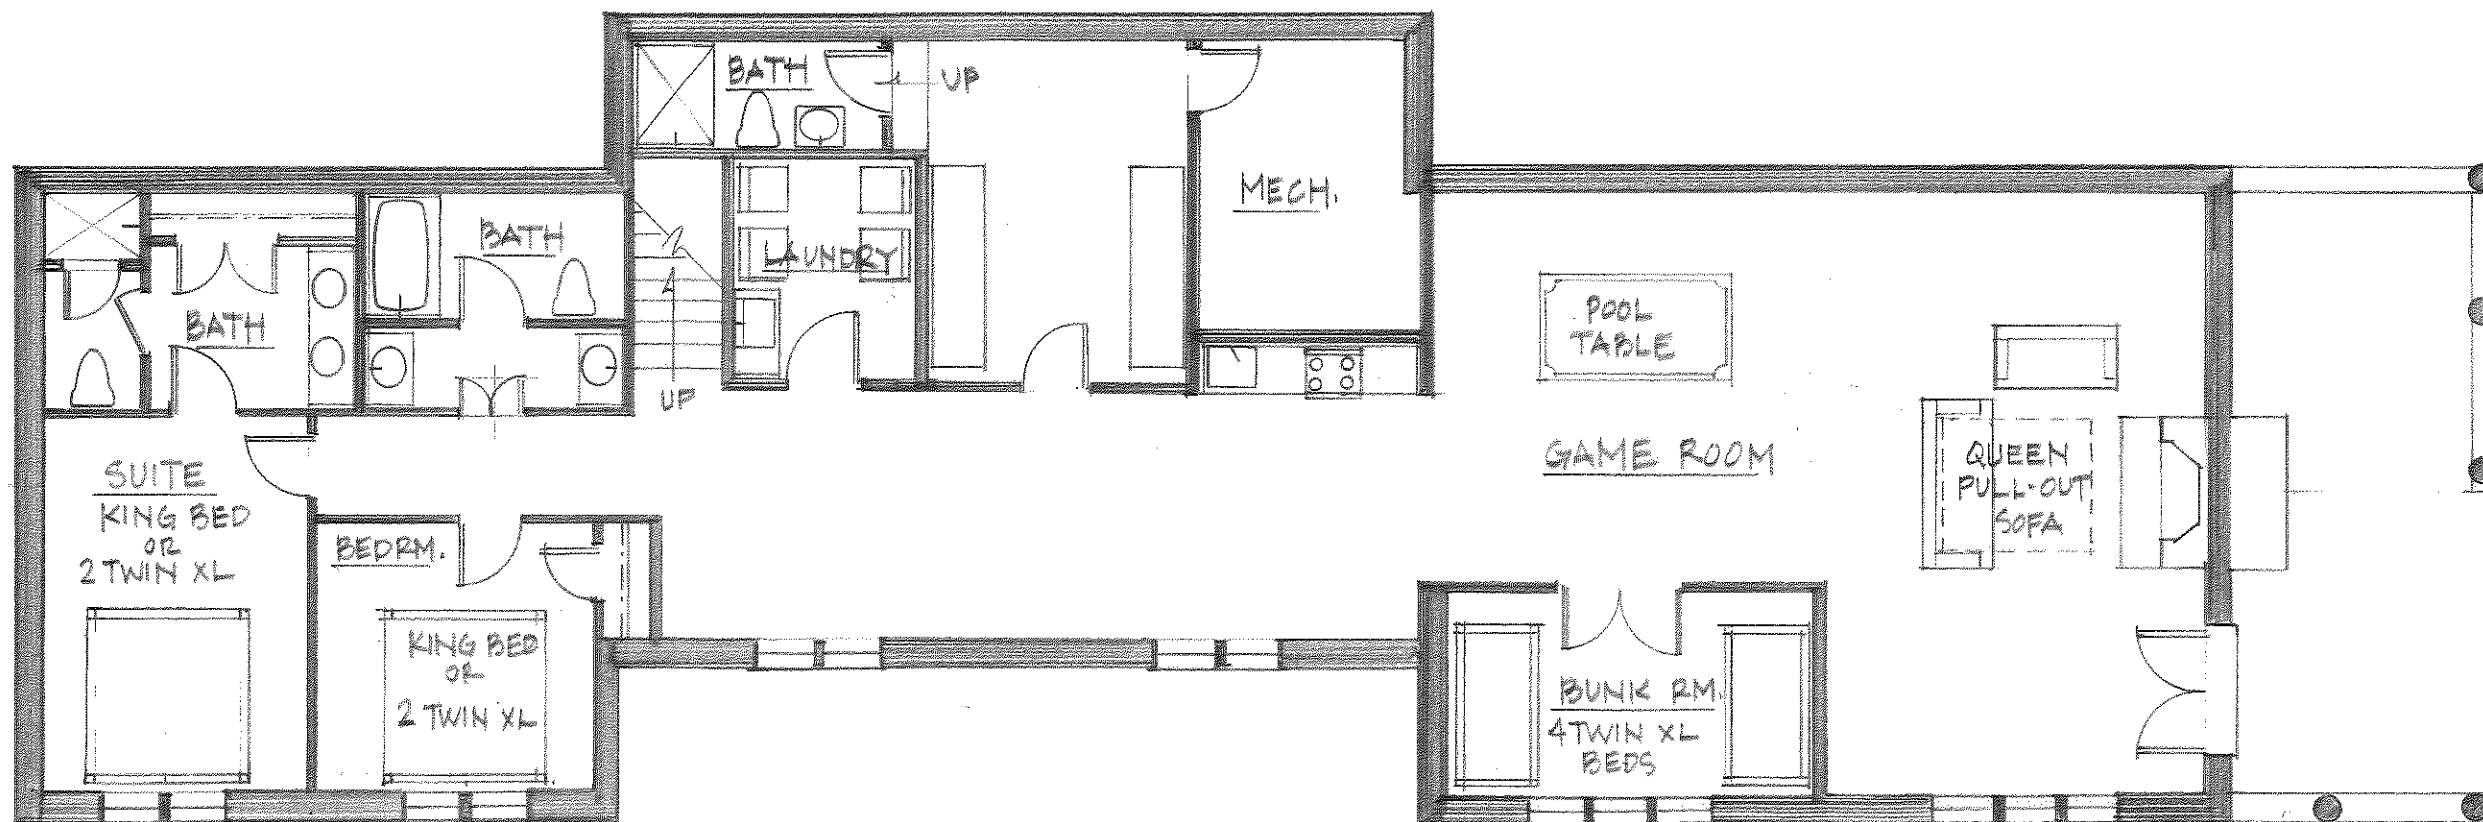 BATH
UP
MECH.
BATH
LAUNDRY
BATH
UP
POOL
TABLE
GAME ROOM
QUEEN
PULL-OUT
SOFA
SUITE
KING BED
OR
2 TWIN XL
BEDRM.
KING BED
OR
2 TWIN XL
BUNK RM.
4 TWIN XL
BEDS